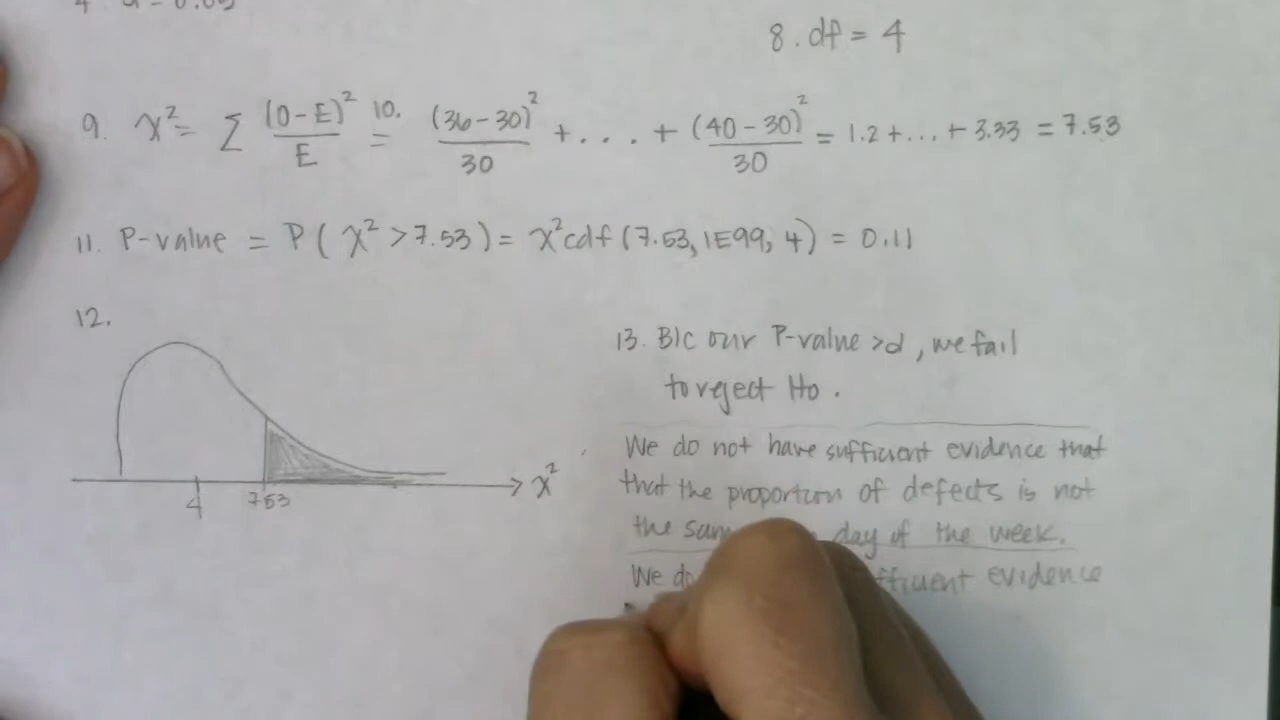 8. df = 4
9. χ² = Σ (O-E)²/E 10. = (36-30)²/30 + . . . . + (40-30)²/30 = 1.2 + ... + 3.33 = 7.53
11. P-value = P( χ² > 7.53 ) = χ²cdf (7.53, 1E99, 4) = 0.11
12.
4 7.53 χ²
13. B/c our P-value > α, we fail
to reject Ho.
We do not have sufficient evidence that
that the proportion of defects is not
the day of the week.
We do evidence